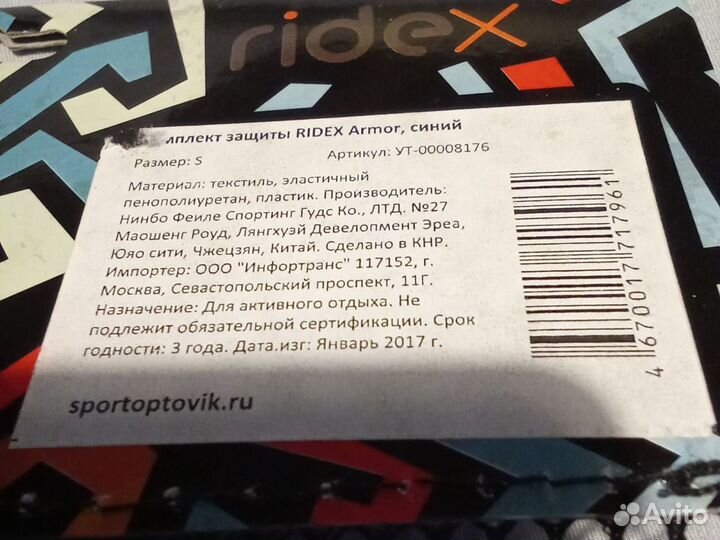 ridex
мплект защиты RIDEX Armor, синий
Размер: S Артикул: УТ-00008176
Материал: текстиль, эластичный
пенополиуретан, пластик. Производитель:
Нинбо Феиле Спортинг Гудс Ко., ЛТД. №27
Маошенг Роуд, Лянгхуэй Девелопмент Эреа,
Юяо сити, Чжецзян, Китай. Сделано в КНР.
Импортер: ООО "Инфортранс" 117152, г.
Москва, Севастопольский проспект, 11Г.
Назначение: Для активного отдыха. Не
подлежит обязательной сертификации. Срок
годности: 3 года. Дата.изг: Январь 2017 г.
sportoptovik.ru
4 670017 717961
Avito